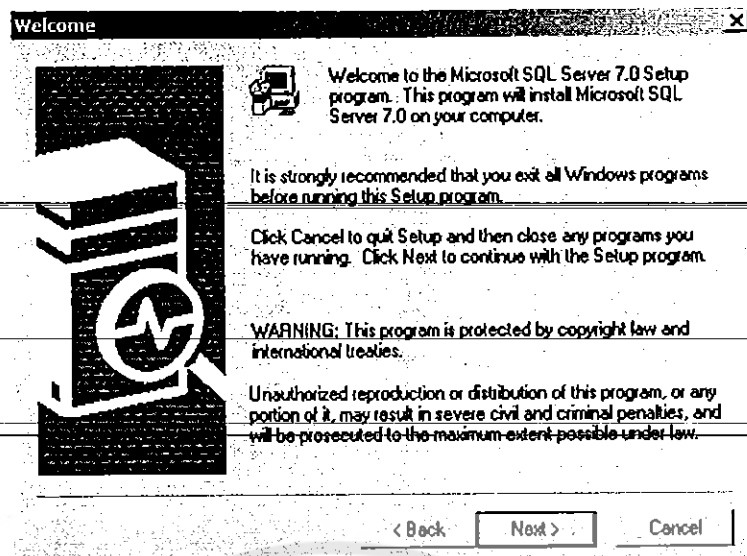 Welcome
Welcome to the Microsoft SQL Server 7.0 Setup
program. This program will install Microsoft SQL
Server 7.0 on your computer.
It is strongly recommended that you exit all Windows programs
before running this Setup program.
Click Cancel to quit Setup and then close any programs you
have running. Click Next to continue with the Setup program.
WARNING: This program is protected by copyright law and
international treaties.
Unauthorized reproduction or distribution of this program, or any
portion of it, may result in severe civil and criminal penalties, and
will be prosecuted to the maximum extent possible under law.
< Back Next > Cancel